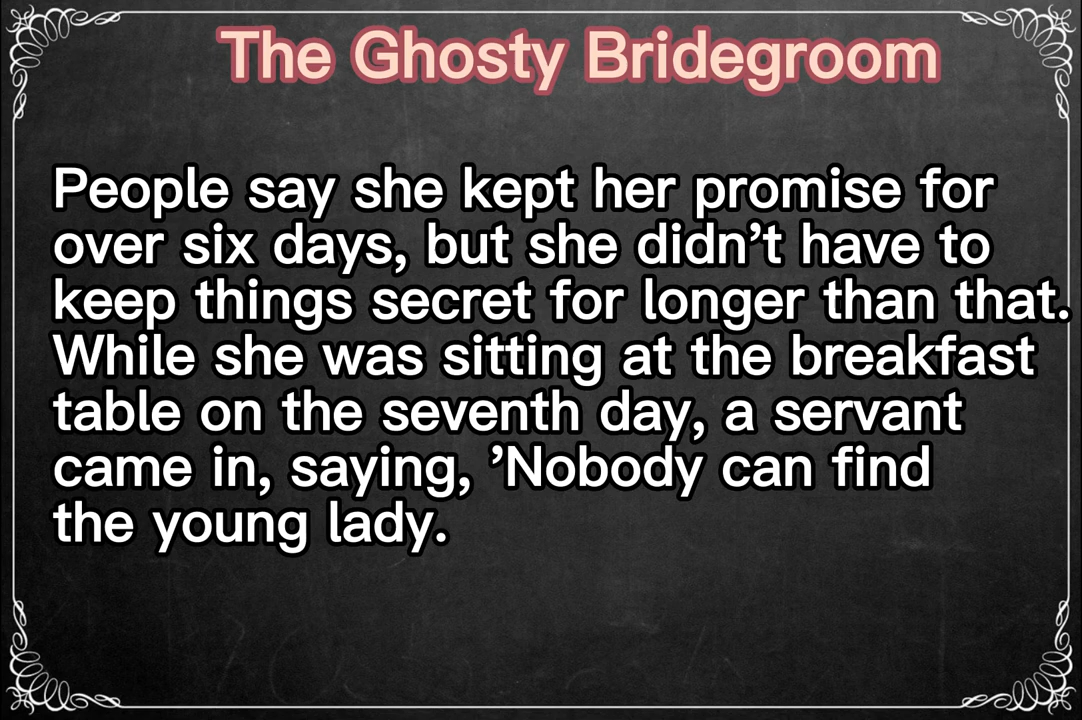 The Ghosty Bridegroom
People say she kept her promise for
over six days, but she didn’t have to
keep things secret for longer than that.
While she was sitting at the breakfast
table on the seventh day, a servant
came in, saying, ’Nobody can find
the young lady.